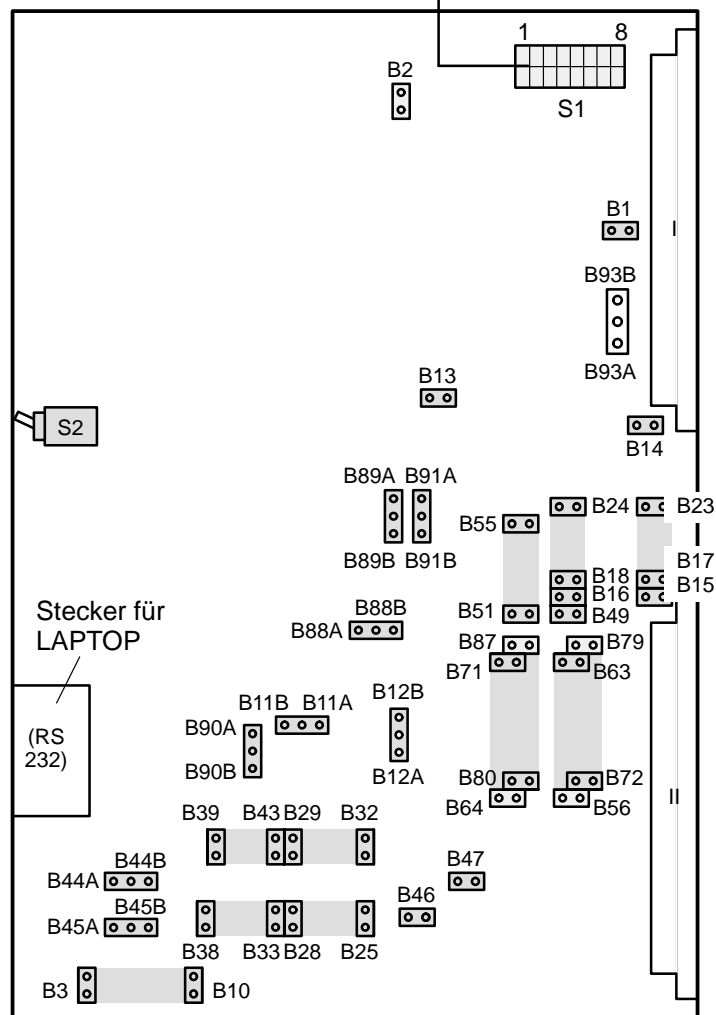 1 8
B2
S1
B1
I
B93B
B93A
B13
S2
B14
B89A B91A
B24 B23
B55
B89B B91B
B17
B18
B15
B16
Stecker für
LAPTOP
B88B
B88A
B51 B49
B87 B79
B71 B63
B12B
B11B B11A
B90A
(RS
232)
B90B
B12A
B80 B72
II
B64 B56
B39 B43 B29 B32
B44B
B47
B44A
B45B
B46
B45A
B38 B33 B28 B25
B3 B10